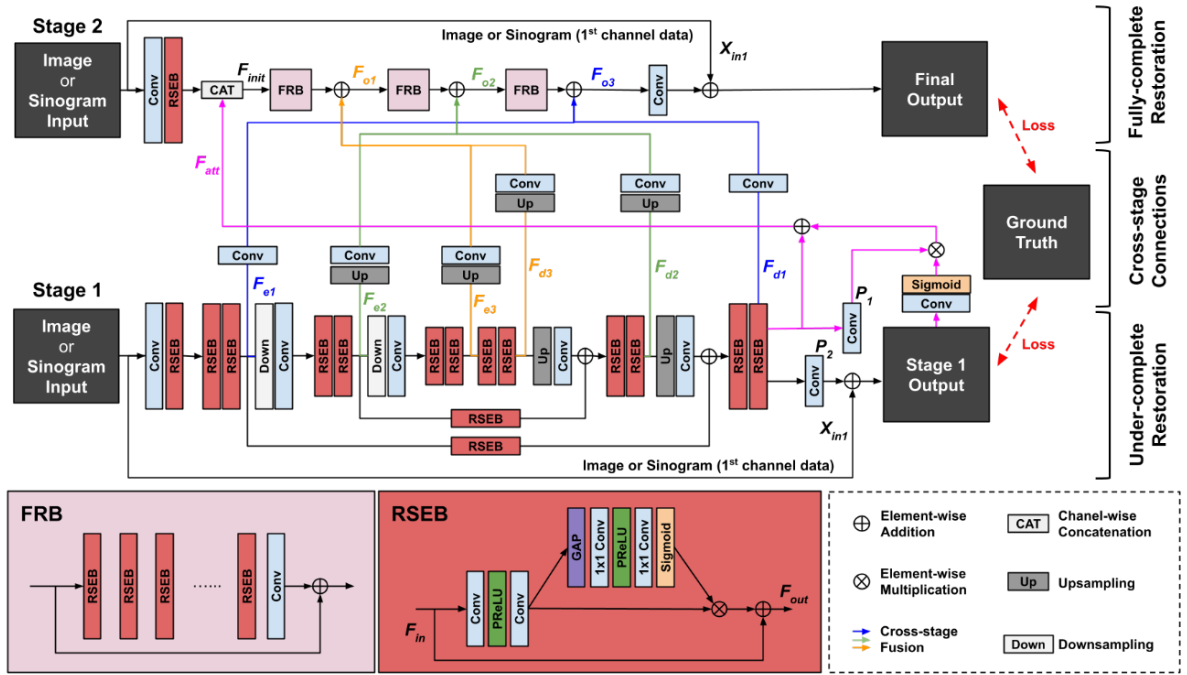 Stage 2
Image
or
Sinogram
Input
Conv
RSEB
CAT
F_init
FRB
F_o1
FRB
F_o2
FRB
F_o3
Conv
Image or Sinogram (1st channel data)
X_in1
Final
Output
Loss
Fully-complete
Restoration
F_att
Conv
Up
Conv
Up
Conv
Ground
Truth
Cross-stage
Connections
Conv
Conv
Up
Conv
Up
F_e1
F_e2
F_e3
F_d3
F_d2
F_d1
Sigmoid
Conv
P_1
Conv
Stage 1
Image
or
Sinogram
Input
Conv
RSEB
RSEB
RSEB
Down
Conv
RSEB
RSEB
Down
Conv
RSEB
RSEB
RSEB
RSEB
Up
Conv
RSEB
RSEB
Up
Conv
RSEB
RSEB
P_2
Conv
Stage 1
Output
Loss
X_in1
RSEB
RSEB
Image or Sinogram (1st channel data)
Under-complete
Restoration
FRB
RSEB
RSEB
RSEB
......
RSEB
Conv
RSEB
F_in
Conv
PReLU
Conv
GAP
1x1 Conv
PReLU
1x1 Conv
Sigmoid
F_out
Element-wise
Addition
CAT
Chanel-wise
Concatenation
Element-wise
Multiplication
Up
Upsampling
Cross-stage
Fusion
Down
Downsampling